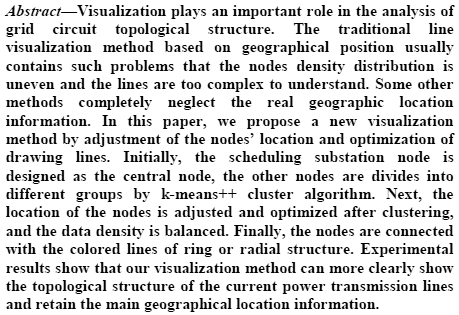 Abstract—Visualization plays an important role in the analysis of
grid circuit topological structure. The traditional line
visualization method based on geographical position usually
contains such problems that the nodes density distribution is
uneven and the lines are too complex to understand. Some other
methods completely neglect the real geographic location
information. In this paper, we propose a new visualization
method by adjustment of the nodes’ location and optimization of
drawing lines. Initially, the scheduling substation node is
designed as the central node, the other nodes are divides into
different groups by k-means++ cluster algorithm. Next, the
location of the nodes is adjusted and optimized after clustering,
and the data density is balanced. Finally, the nodes are connected
with the colored lines of ring or radial structure. Experimental
results show that our visualization method can more clearly show
the topological structure of the current power transmission lines
and retain the main geographical location information.